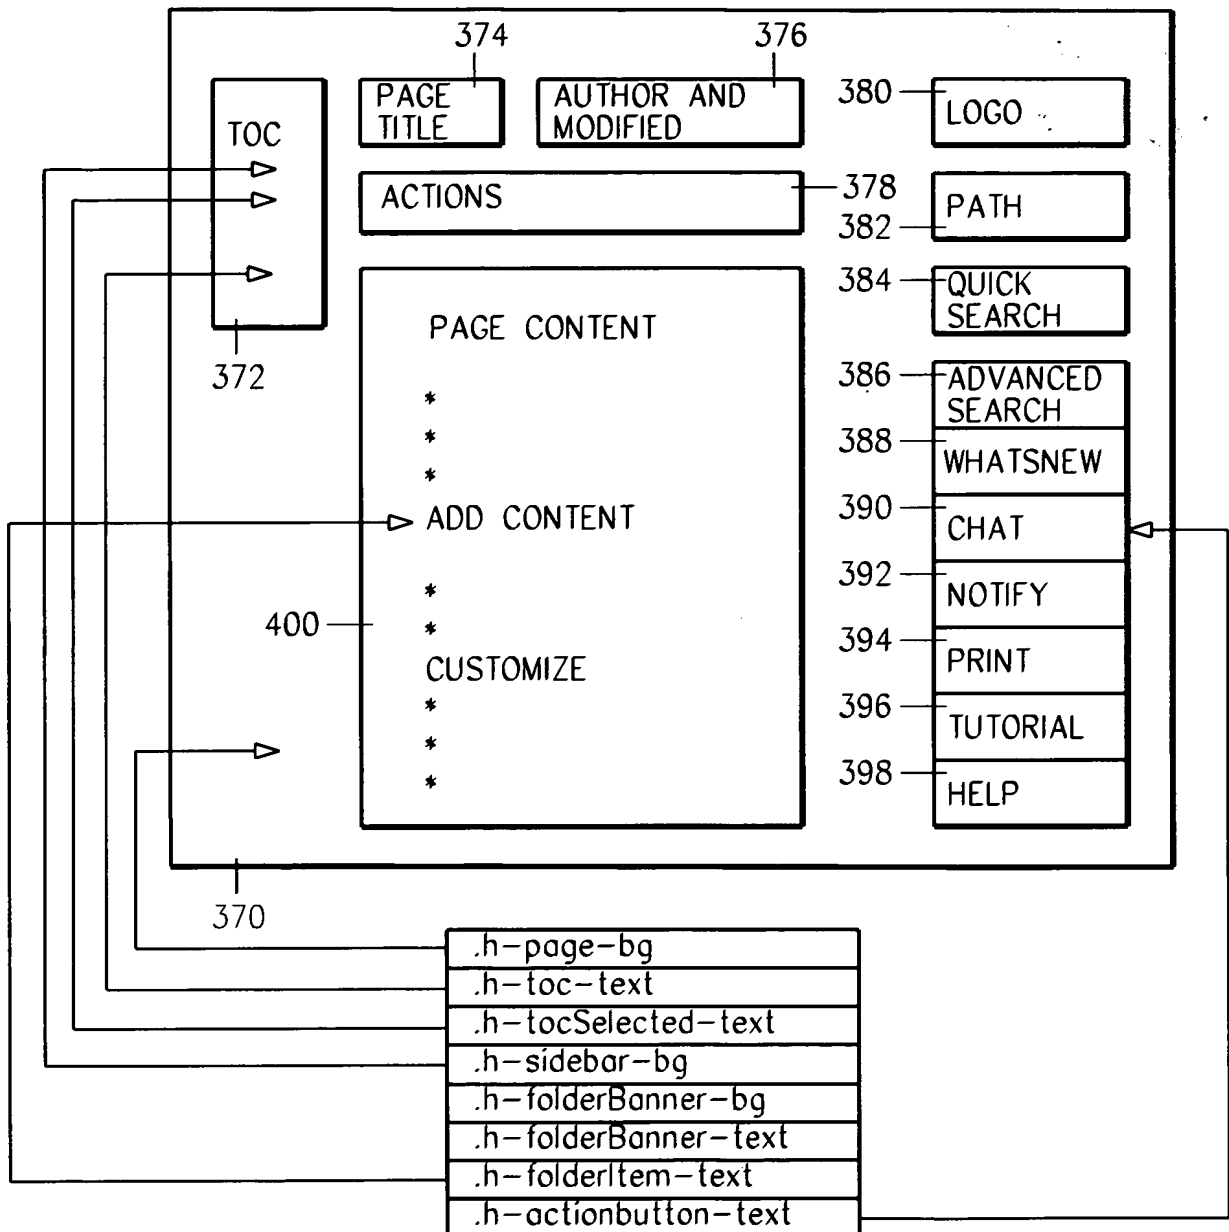 374
376
TOC
PAGE
TITLE
AUTHOR AND
MODIFIED
380
LOGO
ACTIONS
378
382
PATH
372
PAGE CONTENT
*
*
*
ADD CONTENT
*
*
CUSTOMIZE
*
*
*
400
384
QUICK
SEARCH
386
ADVANCED
SEARCH
388
WHATSNEW
390
CHAT
392
NOTIFY
394
PRINT
396
TUTORIAL
398
HELP
370
.h-page-bg
.h-toc-text
.h-tocSelected-text
.h-sidebar-bg
.h-folderBanner-bg
.h-folderBanner-text
.h-folderItem-text
.h-actionbutton-text